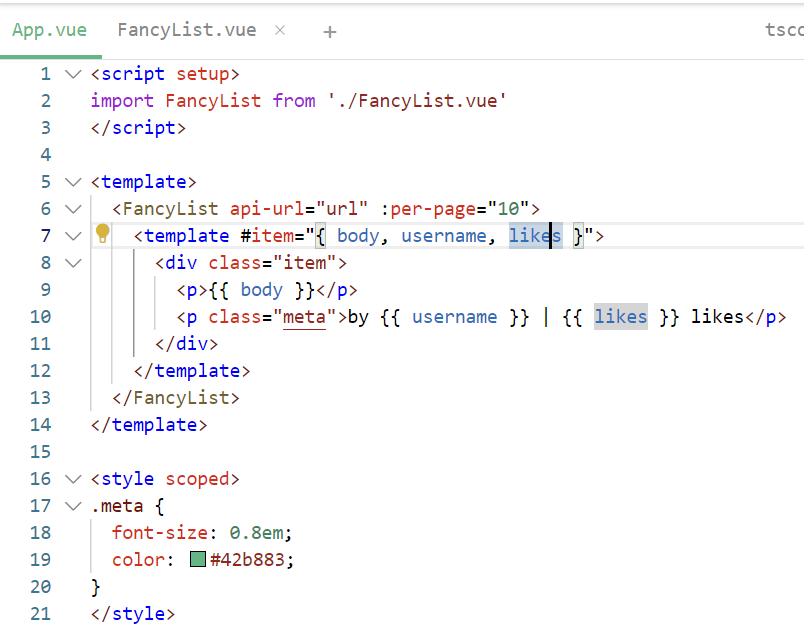 App.vue FancyList.vue × + tsco
1 <script setup>
2 import FancyList from './FancyList.vue'
3 </script>
4
5 <template>
6 <FancyList api-url="url" :per-page="10">
7 <template #item="{ body, username, likes }">
8 <div class="item">
9 <p>{{ body }}</p>
10 <p class="meta">by {{ username }} | {{ likes }} likes</p>
11 </div>
12 </template>
13 </FancyList>
14 </template>
15
16 <style scoped>
17 .meta {
18 font-size: 0.8em;
19 color: #42b883;
20 }
21 </style>